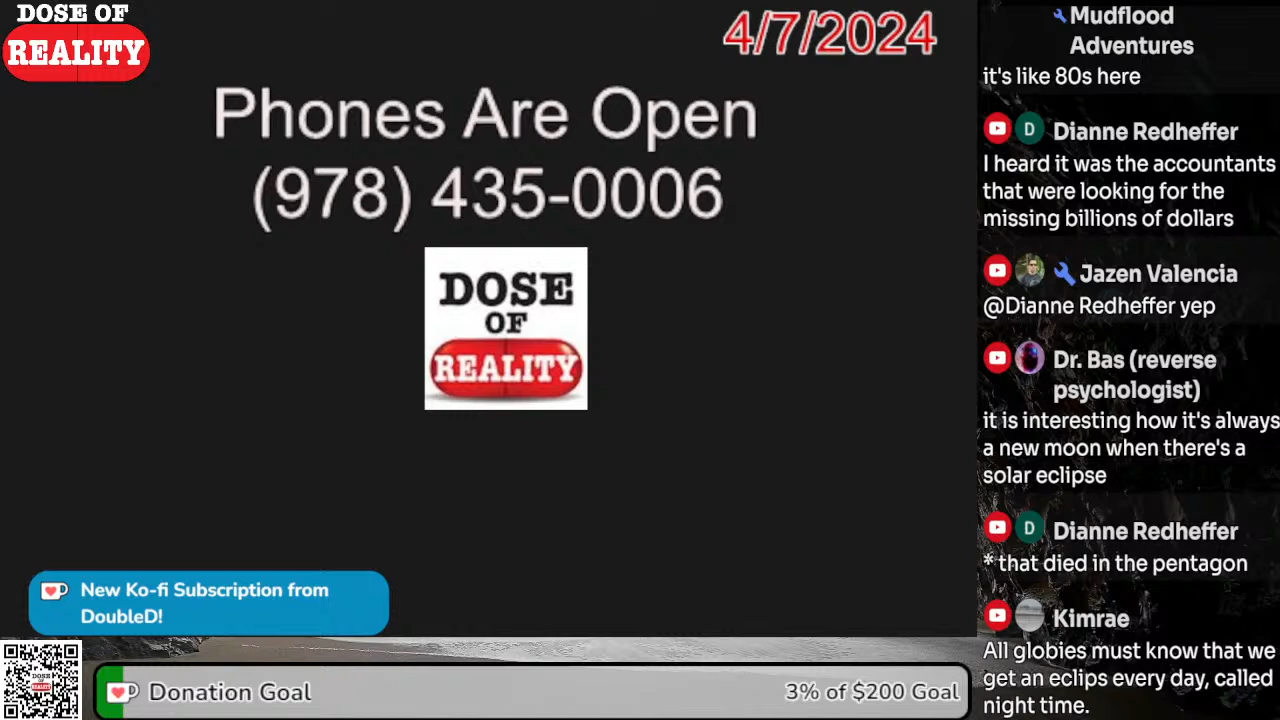 DOSE OF
REALITY
4/7/2024
Phones Are Open
(978) 435-0006
DOSE
OF
REALITY
New Ko-fi Subscription from
DoubleD!
Donation Goal
3% of $200 Goal
Mudflood
Adventures
it's like 80s here
D Dianne Redheffer
I heard it was the accountants
that were looking for the
missing billions of dollars
Jazen Valencia
@Dianne Redheffer yep
Dr. Bas (reverse
psychologist)
it is interesting how it's always
a new moon when there's a
solar eclipse
D Dianne Redheffer
* that died in the pentagon
Kimrae
All globies must know that we
get an eclips every day, called
night time.